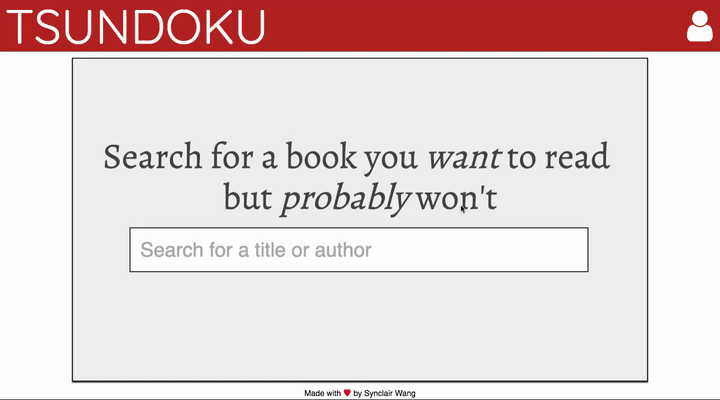 TSUNDOKU
Search for a book you want to read
but probably won't
Search for a title or author
Made with ❤ by Synclair Wang